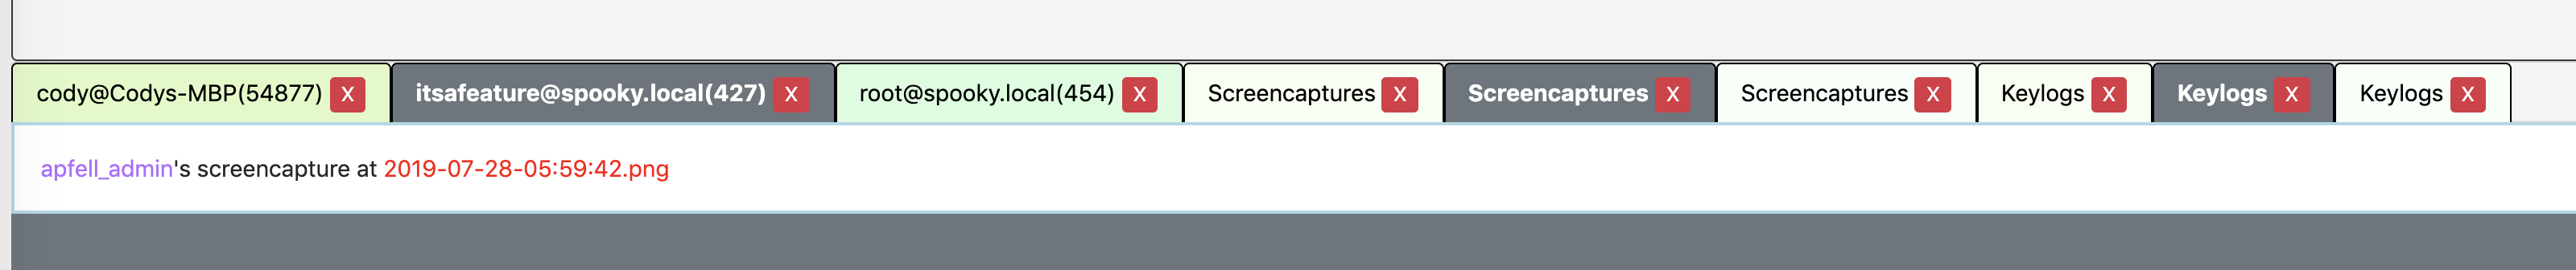 cody@Codys-MBP(54877) X itsafeature@spooky.local(427) X root@spooky.local(454) X Screencaptures X Screencaptures X Screencaptures X Keylogs X Keylogs X Keylogs X
apfell_admin's screencapture at 2019-07-28-05:59:42.png